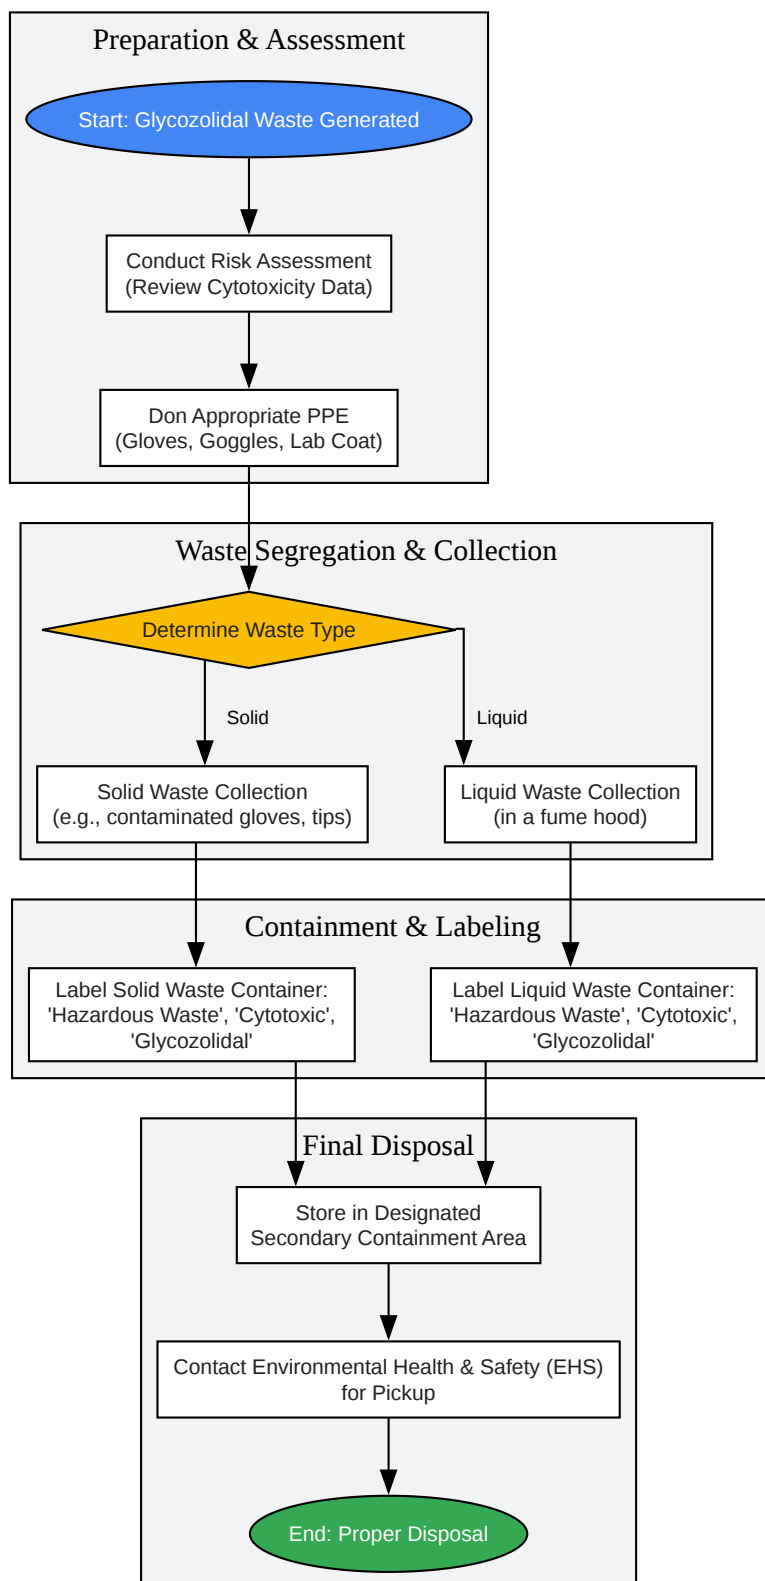 Preparation & Assessment
Start: Glycozolidal Waste Generated
Conduct Risk Assessment
(Review Cytotoxicity Data)
Don Appropriate PPE
(Gloves, Goggles, Lab Coat)
Waste Segregation & Collection
Determine Waste Type
Solid
Liquid
Solid Waste Collection
(e.g., contaminated gloves, tips)
Liquid Waste Collection
(in a fume hood)
Containment & Labeling
Label Solid Waste Container:
'Hazardous Waste', 'Cytotoxic',
'Glycozolidal'
Label Liquid Waste Container:
'Hazardous Waste', 'Cytotoxic',
'Glycozolidal'
Final Disposal
Store in Designated
Secondary Containment Area
Contact Environmental Health & Safety (EHS)
for Pickup
End: Proper Disposal